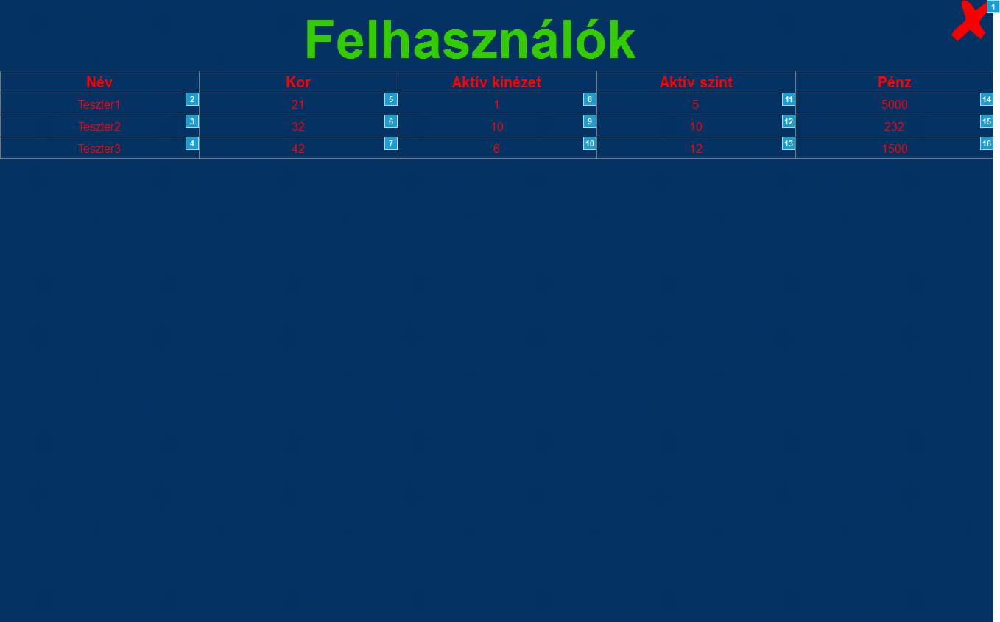 Felhasználók
1
Név Kor Aktív kinézet Aktív szint Pénz
Teszter1 2 21 5 1 8 5 11 5000 14
Teszter2 3 32 6 10 9 10 12 232 15
Teszter3 4 42 7 6 10 12 13 1500 16